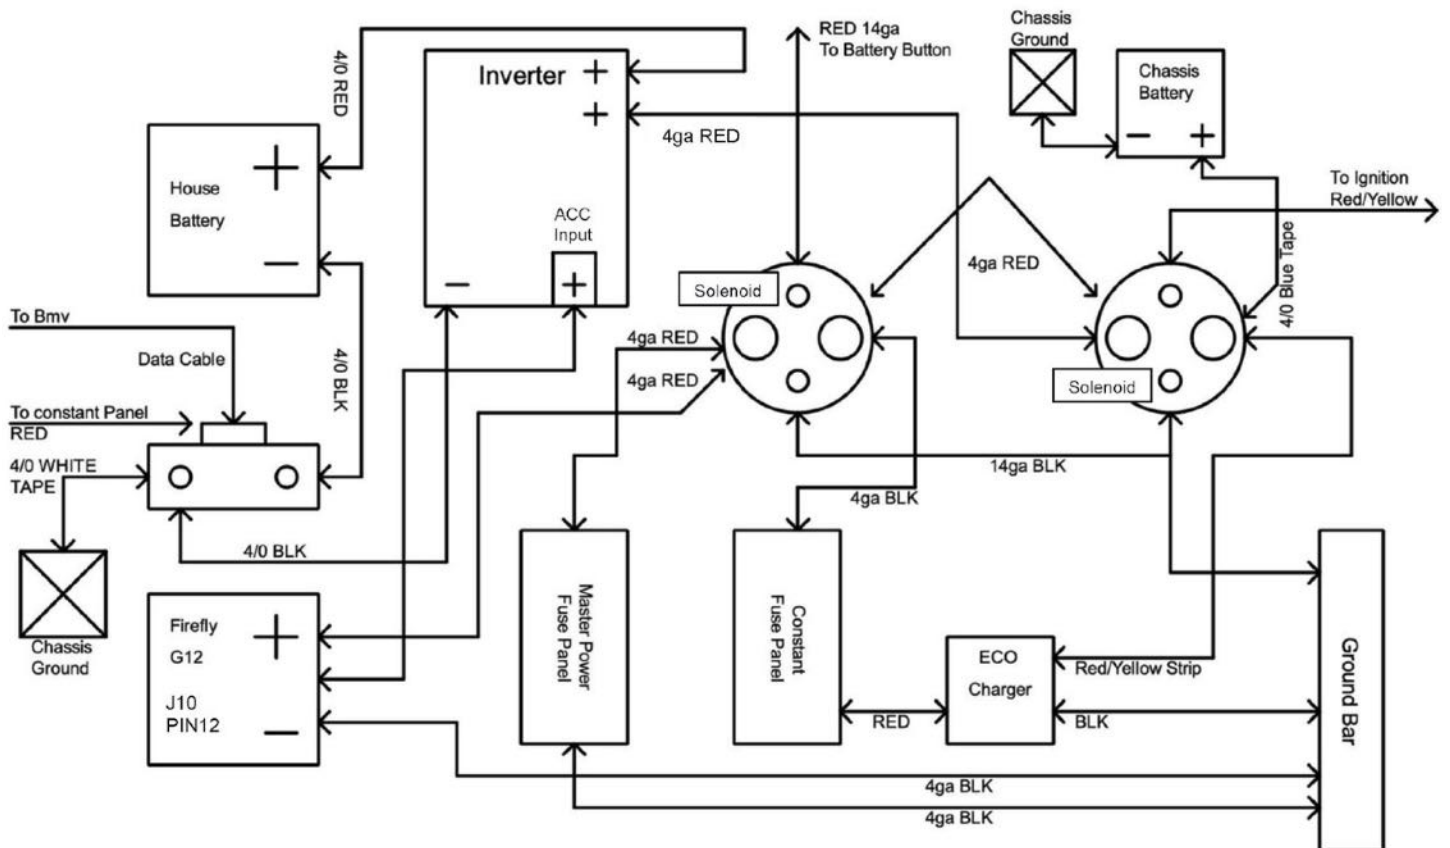 RED 14ga
To Battery Button
Chassis
Ground
Chassis
Battery
− +
4/0 RED
Inverter +
+
4ga RED
House
Battery
+
−
To Ignition
Red/Yellow
ACC
Input
+
−
4ga RED
4/0 Blue Tape
Solenoid
Solenoid
To Bmv
Data Cable
4/0 BLK
4ga RED
4ga RED
To constant Panel
RED
4/0 WHITE
TAPE
14ga BLK
4ga BLK
4/0 BLK
Chassis
Ground
Firefly
G12
J10
PIN12
+
−
Master Power
Fuse Panel
Constant
Fuse Panel
ECO
Charger
Red/Yellow Strip
RED
BLK
Ground Bar
4ga BLK
4ga BLK